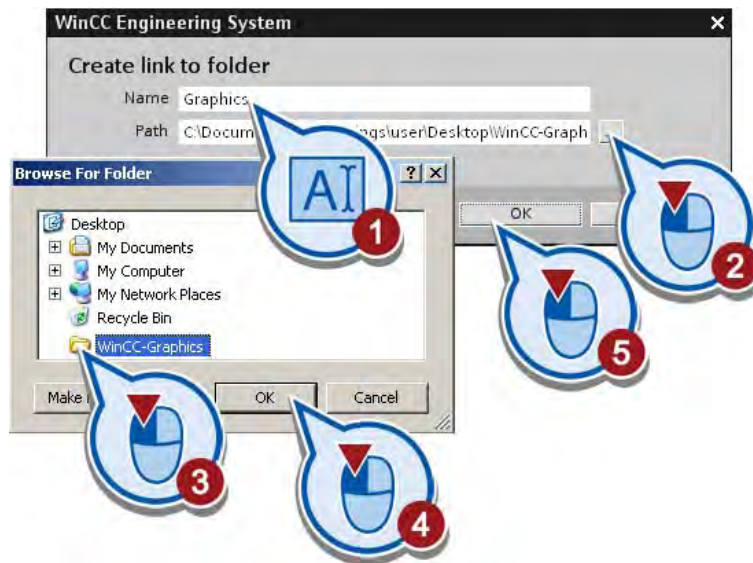 WinCC Engineering System
Create link to folder
Name Graphics
Path C:\Docum ngs\user\Desktop\WinCC-Graph ...
OK
1
2
5
Browse For Folder
Desktop
My Documents
My Computer
My Network Places
Recycle Bin
WinCC-Graphics
Make OK Cancel
3
4